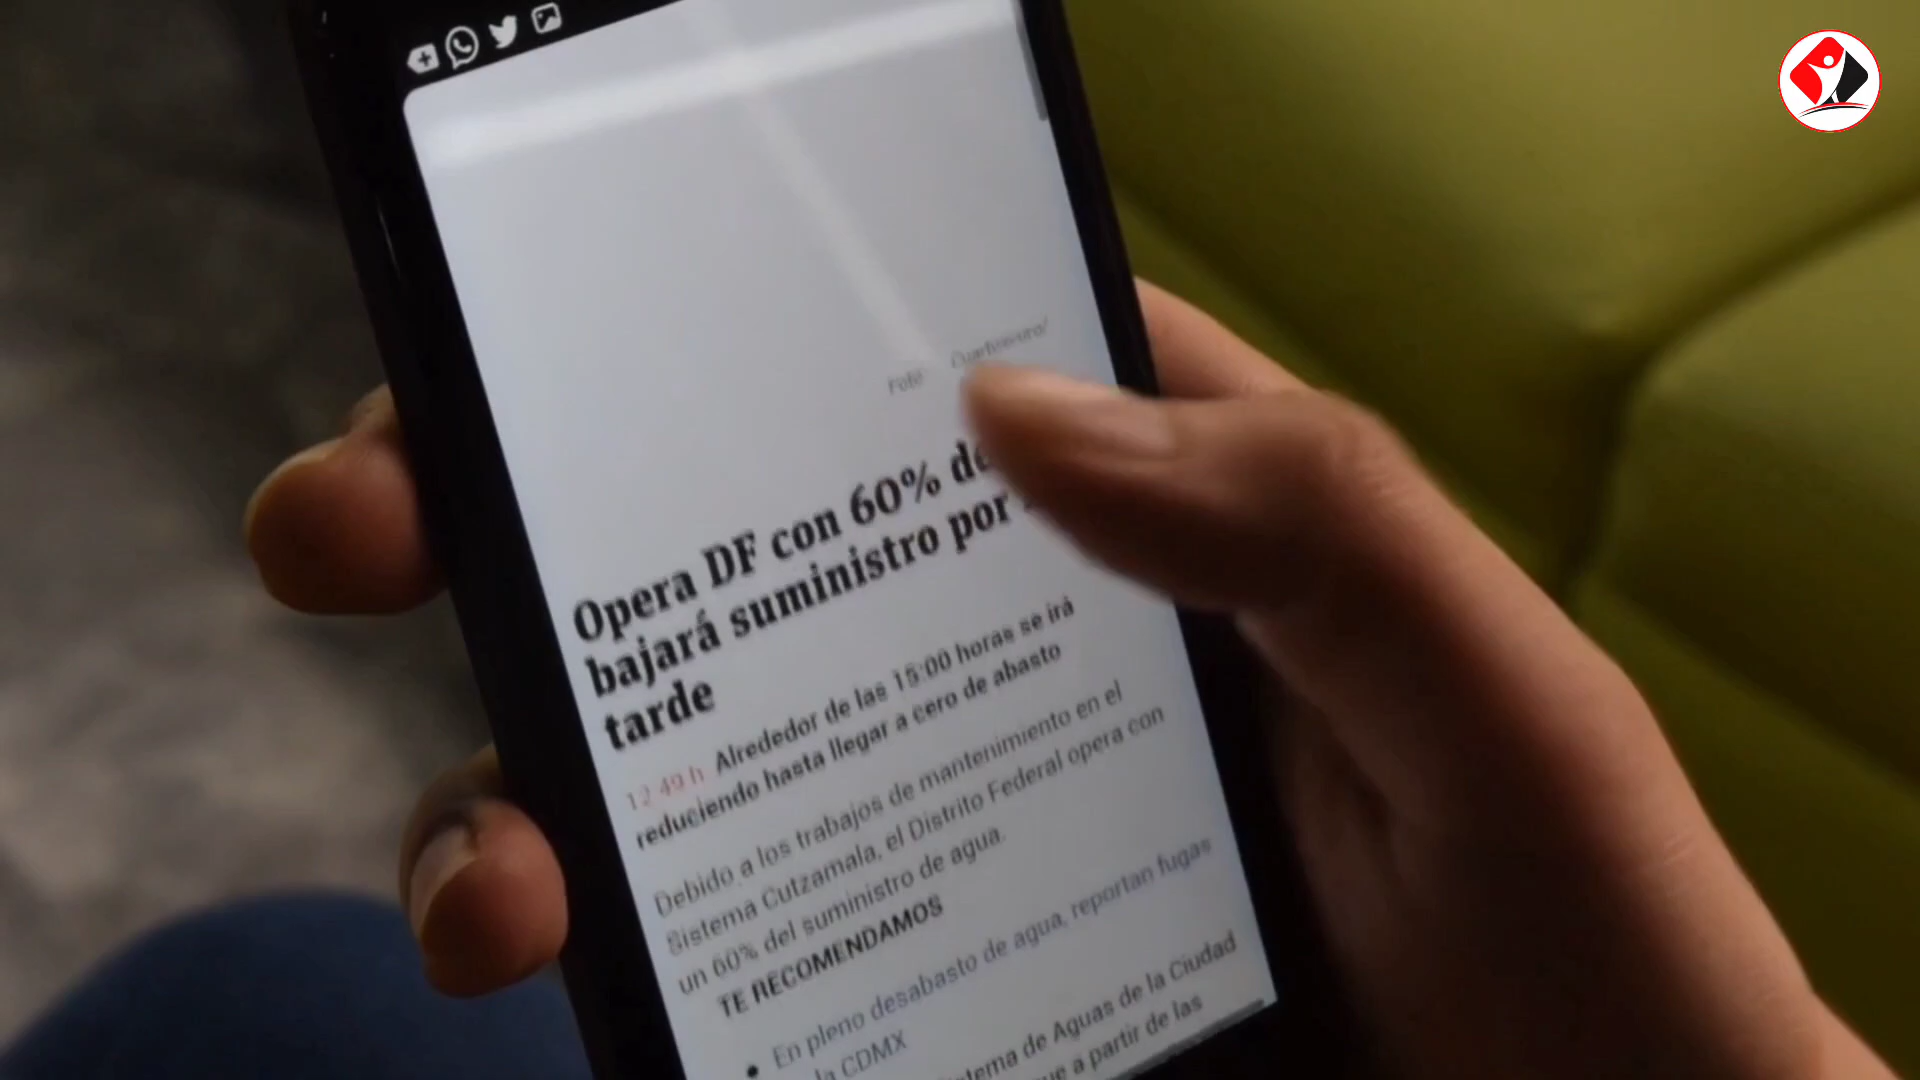 Foto Cuartoscuro/
Opera DF con 60% de
bajará suministro por
tarde
12:49 h Alrededor de las 15:00 horas se irá
reduciendo hasta llegar a cero de abasto
Debido a los trabajos de mantenimiento en el
Sistema Cutzamala, el Distrito Federal opera con
un 60% del suministro de agua.
TE RECOMENDAMOS
En pleno desabasto de agua, reportan fugas
la CDMX
de Aguas de la Ciudad
a partir de las